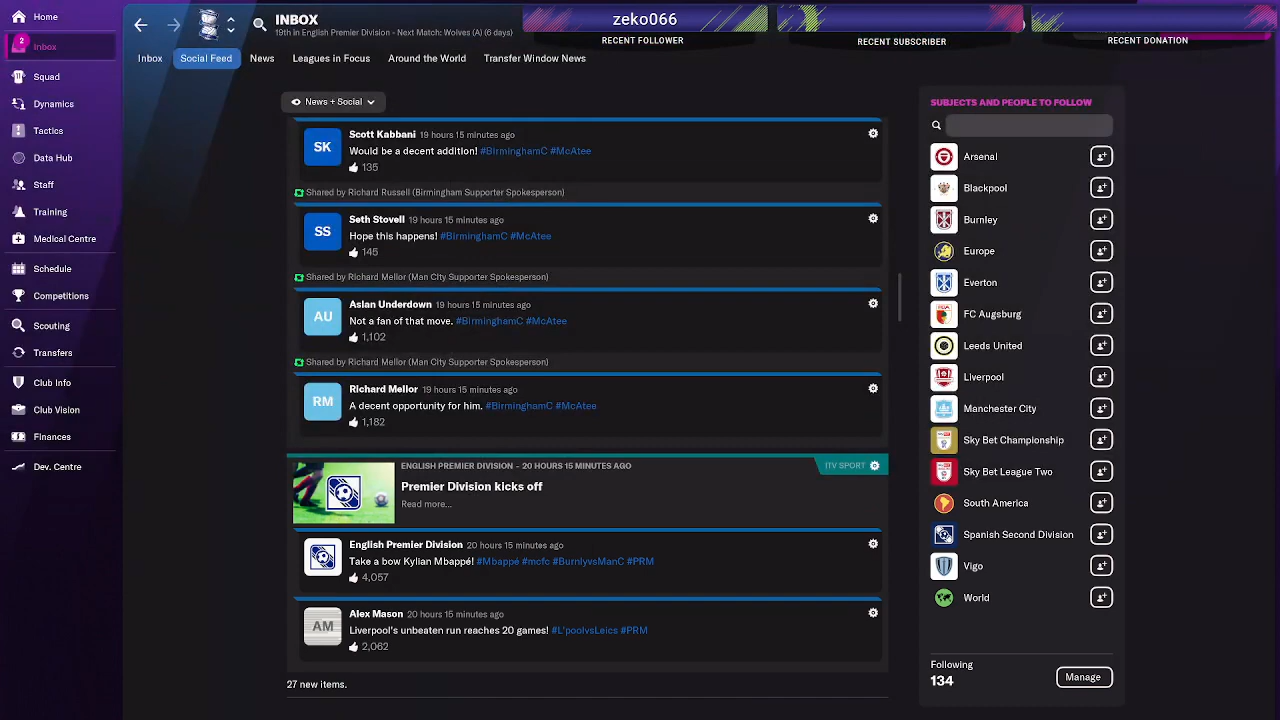 Home
2
Inbox
Squad
Dynamics
Tactics
Data Hub
Staff
Training
Medical Centre
Schedule
Competitions
Scouting
Transfers
Club Info
Club Vision
Finances
Dev. Centre
INBOX
19th in English Premier Division - Next Match: Wolves (A) (6 days)
zeko066
RECENT FOLLOWER
RECENT SUBSCRIBER
RECENT DONATION
Inbox
Social Feed
News
Leagues in Focus
Around the World
Transfer Window News
News + Social
SK
Scott Kabbani 19 hours 15 minutes ago
Would be a decent addition! #BirminghamC #McAtee
135
Shared by Richard Russell (Birmingham Supporter Spokesperson)
SS
Seth Stovell 19 hours 15 minutes ago
Hope this happens! #BirminghamC #McAtee
145
Shared by Richard Mellor (Man City Supporter Spokesperson)
AU
Aslan Underdown 19 hours 15 minutes ago
Not a fan of that move. #BirminghamC #McAtee
1,102
Shared by Richard Mellor (Man City Supporter Spokesperson)
RM
Richard Mellor 19 hours 15 minutes ago
A decent opportunity for him. #BirminghamC #McAtee
1,182
ENGLISH PREMIER DIVISION - 20 HOURS 15 MINUTES AGO
ITV SPORT
Premier Division kicks off
Read more...
English Premier Division 20 hours 15 minutes ago
Take a bow Kylian Mbappé! #Mbappé #mcfc #BurnlyvsManC #PRM
4,057
AM
Alex Mason 20 hours 15 minutes ago
Liverpool's unbeaten run reaches 20 games! #L'poolvsLeics #PRM
2,062
27 new items.
SUBJECTS AND PEOPLE TO FOLLOW
Arsenal
Blackpool
Burnley
Europe
Everton
FC Augsburg
Leeds United
Liverpool
Manchester City
Sky Bet Championship
Sky Bet League Two
South America
Spanish Second Division
Vigo
World
Following
134
Manage